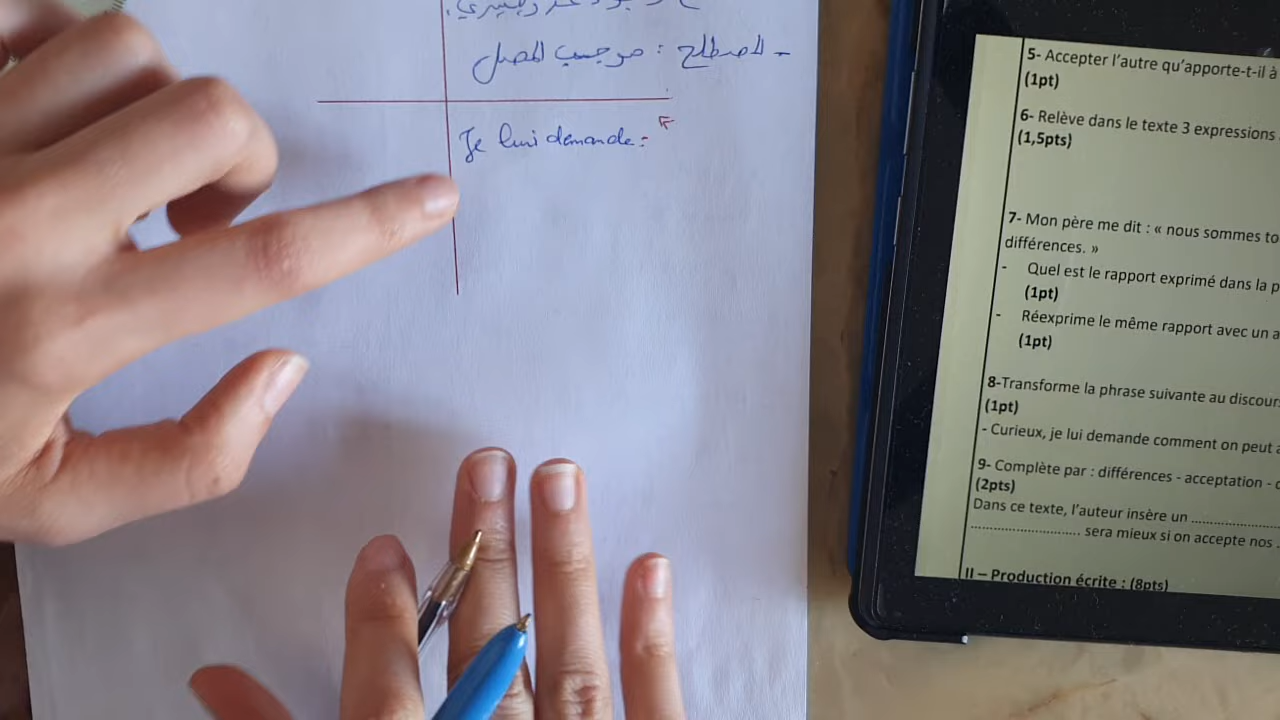 - المصطلح : حسب النص
Je lui demande :
5- Accepter l'autre qu'apporte-t-il à
(1pt)
6- Relève dans le texte 3 expressions
(1,5pts)
7- Mon père me dit : « nous sommes to
différences. »
- Quel est le rapport exprimé dans la p
(1pt)
- Réexprime le même rapport avec un a
(1pt)
8-Transforme la phrase suivante au discour
(1pt)
- Curieux, je lui demande comment on peut a
9- Complète par : différences - acceptation -
(2pts)
Dans ce texte, l'auteur insère un ......................
............................ sera mieux si on accepte nos .
II – Production écrite : (8pts)